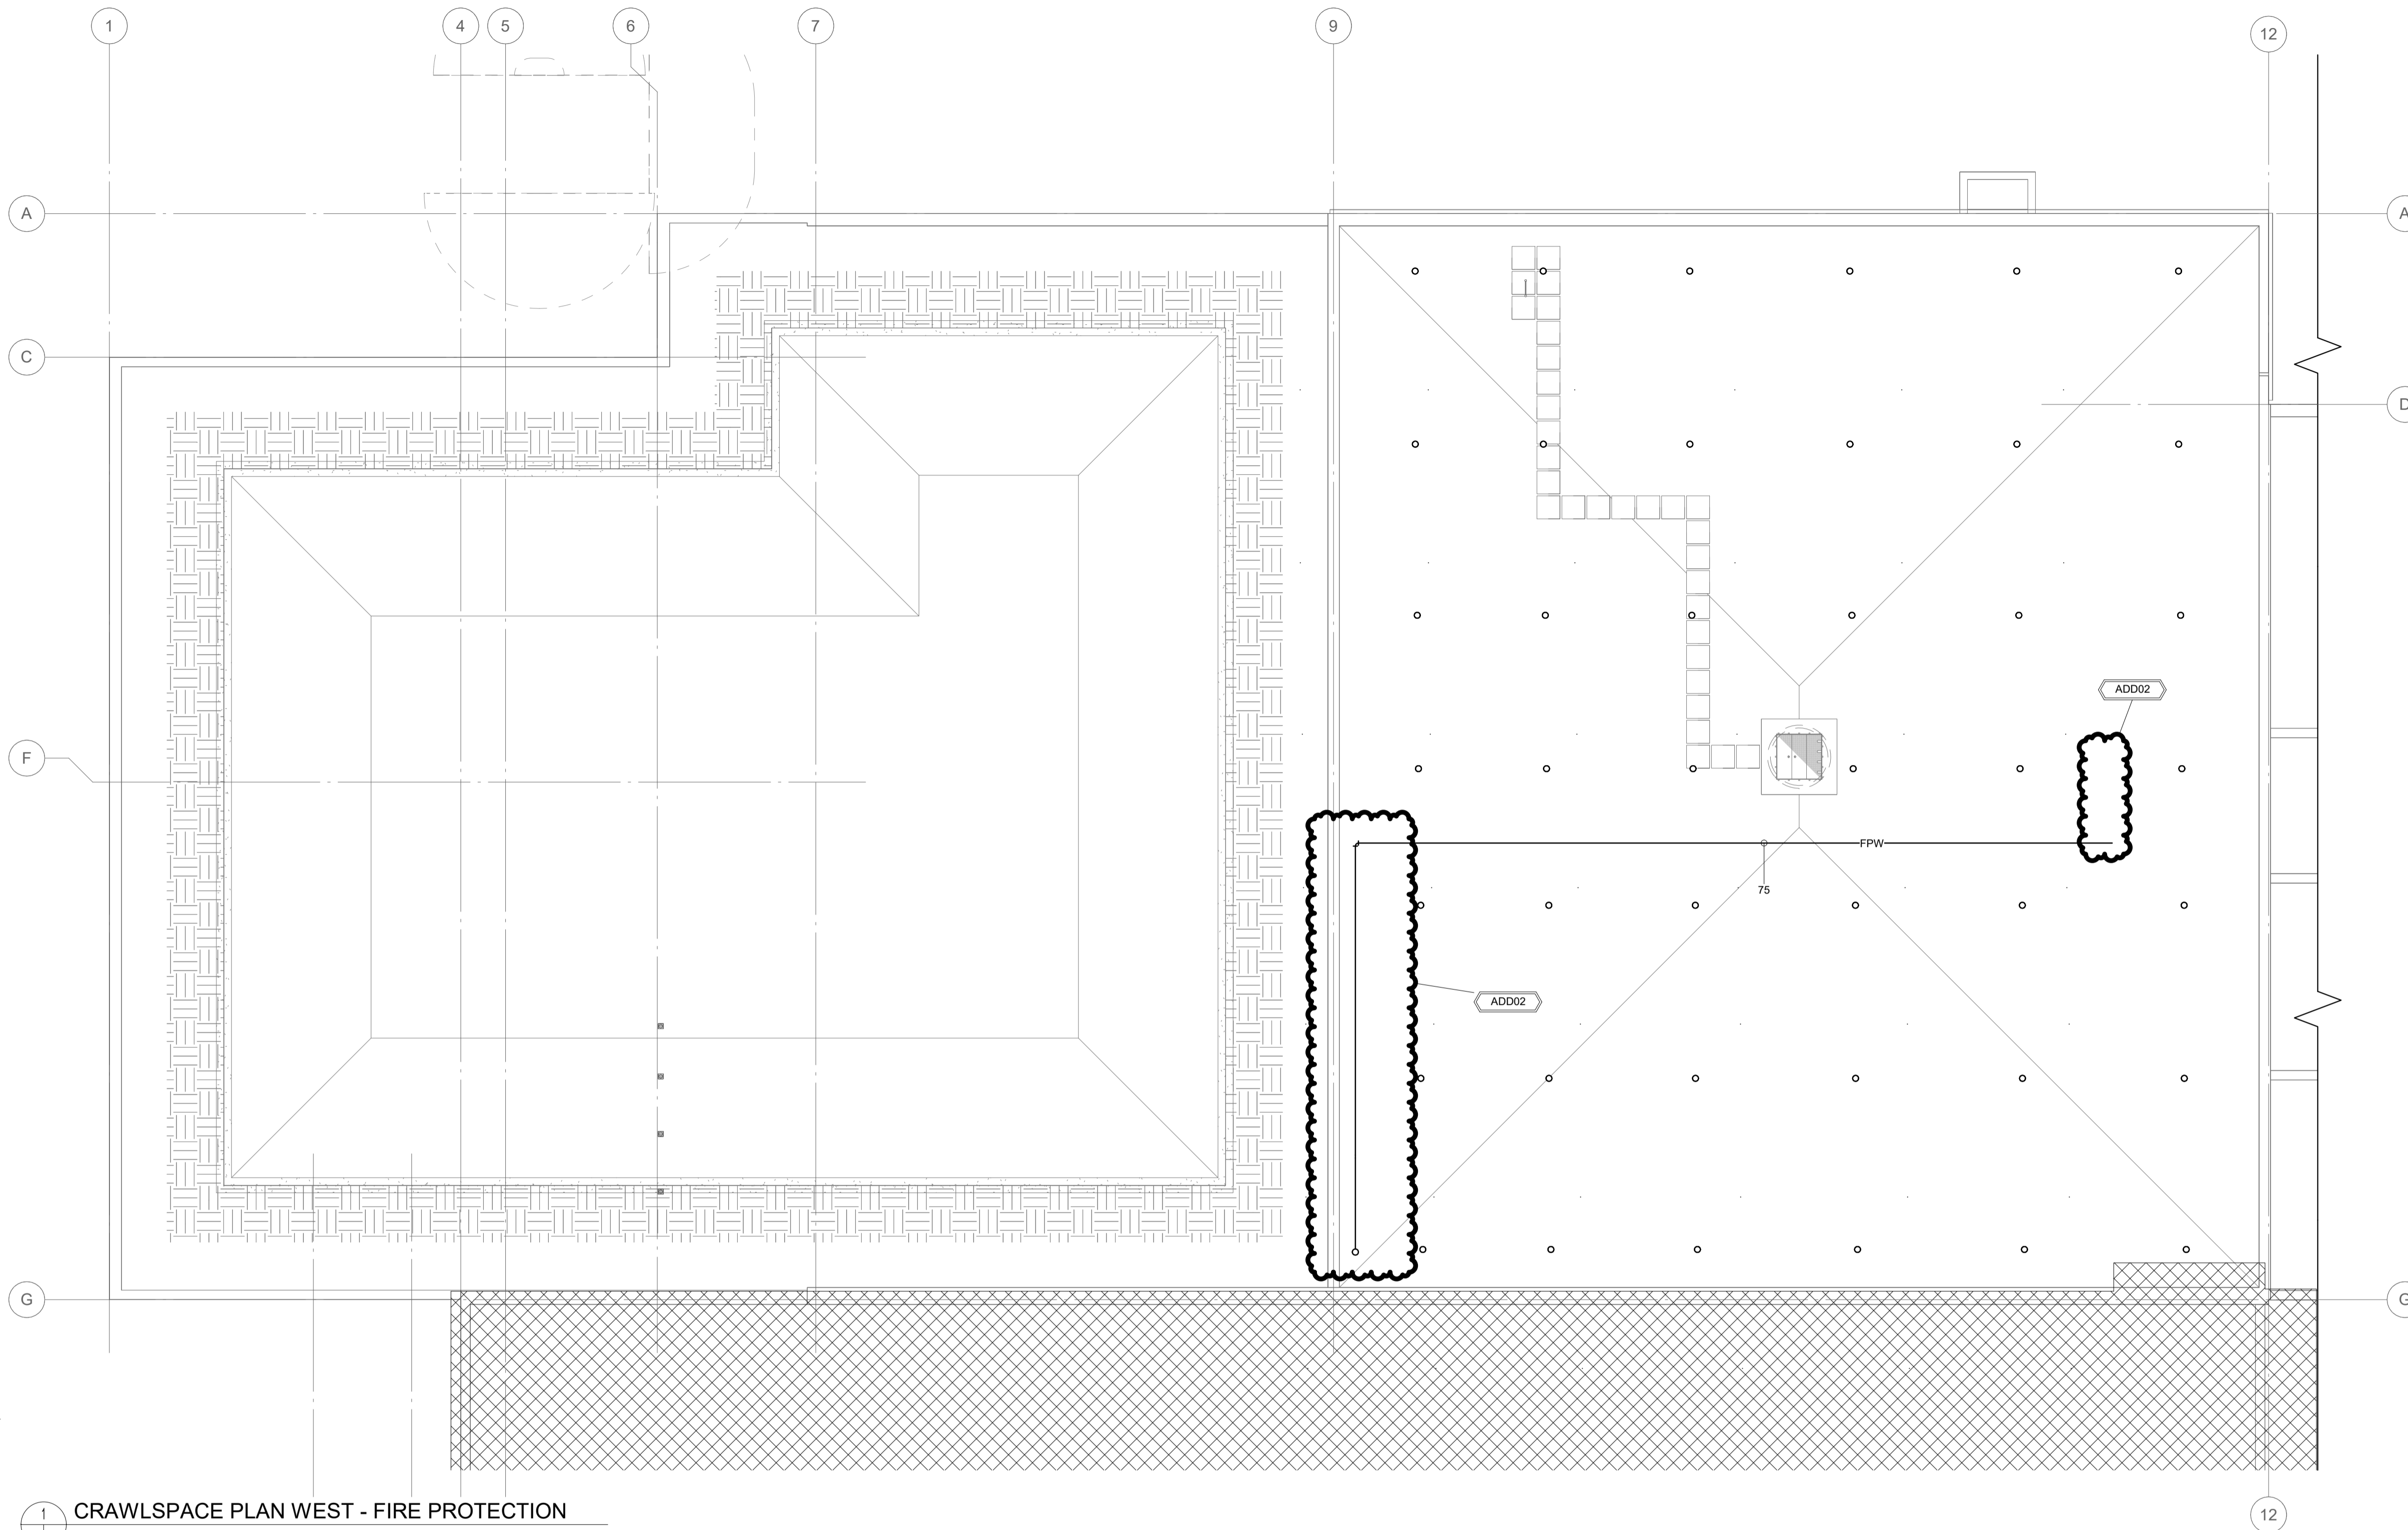 1
4
5
6
7
9
12
A
A
C
D
ADD02
F
FPW
75
ADD02
G
G
1
CRAWLSPACE PLAN WEST - FIRE PROTECTION
12